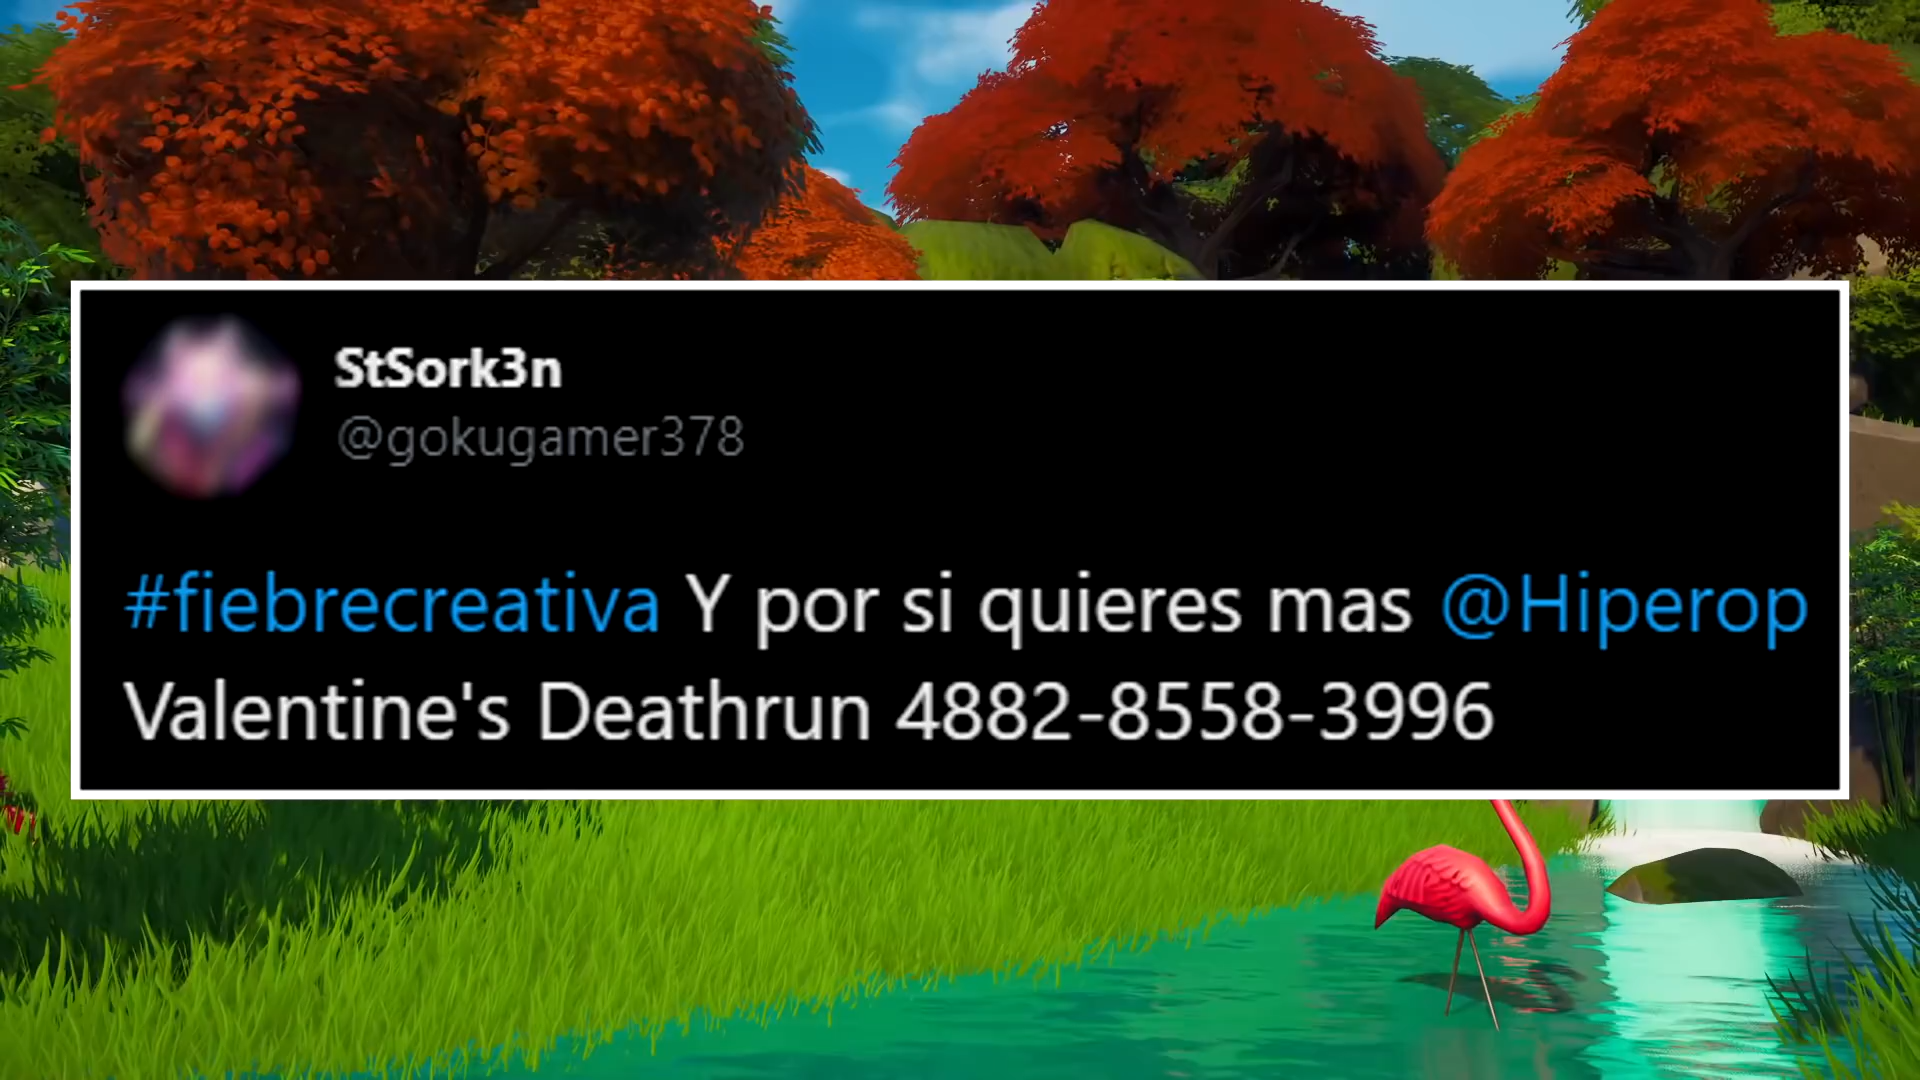 StSork3n
@gokugamer378
#fiebrecreativa Y por si quieres mas @Hiperop
Valentine's Deathrun 4882-8558-3996